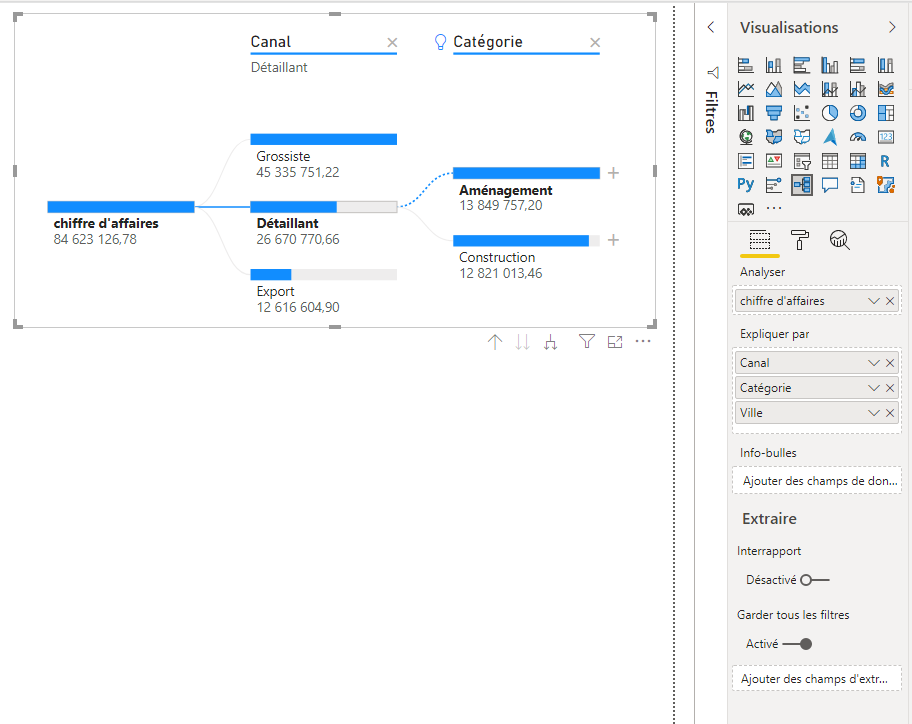 Canal
Catégorie
Détaillant
Grossiste
45 335 751,22
chiffre d'affaires
84 623 126,78
Détaillant
26 670 770,66
Export
12 616 604,90
Aménagement
13 849 757,20
Construction
12 821 013,46
Filtres
Visualisations
123
R
Py
Analyser
chiffre d'affaires
Expliquer par
Canal
Catégorie
Ville
Info-bulles
Ajouter des champs de don...
Extraire
Interrapport
Désactivé
Garder tous les filtres
Activé
Ajouter des champs d'extr...